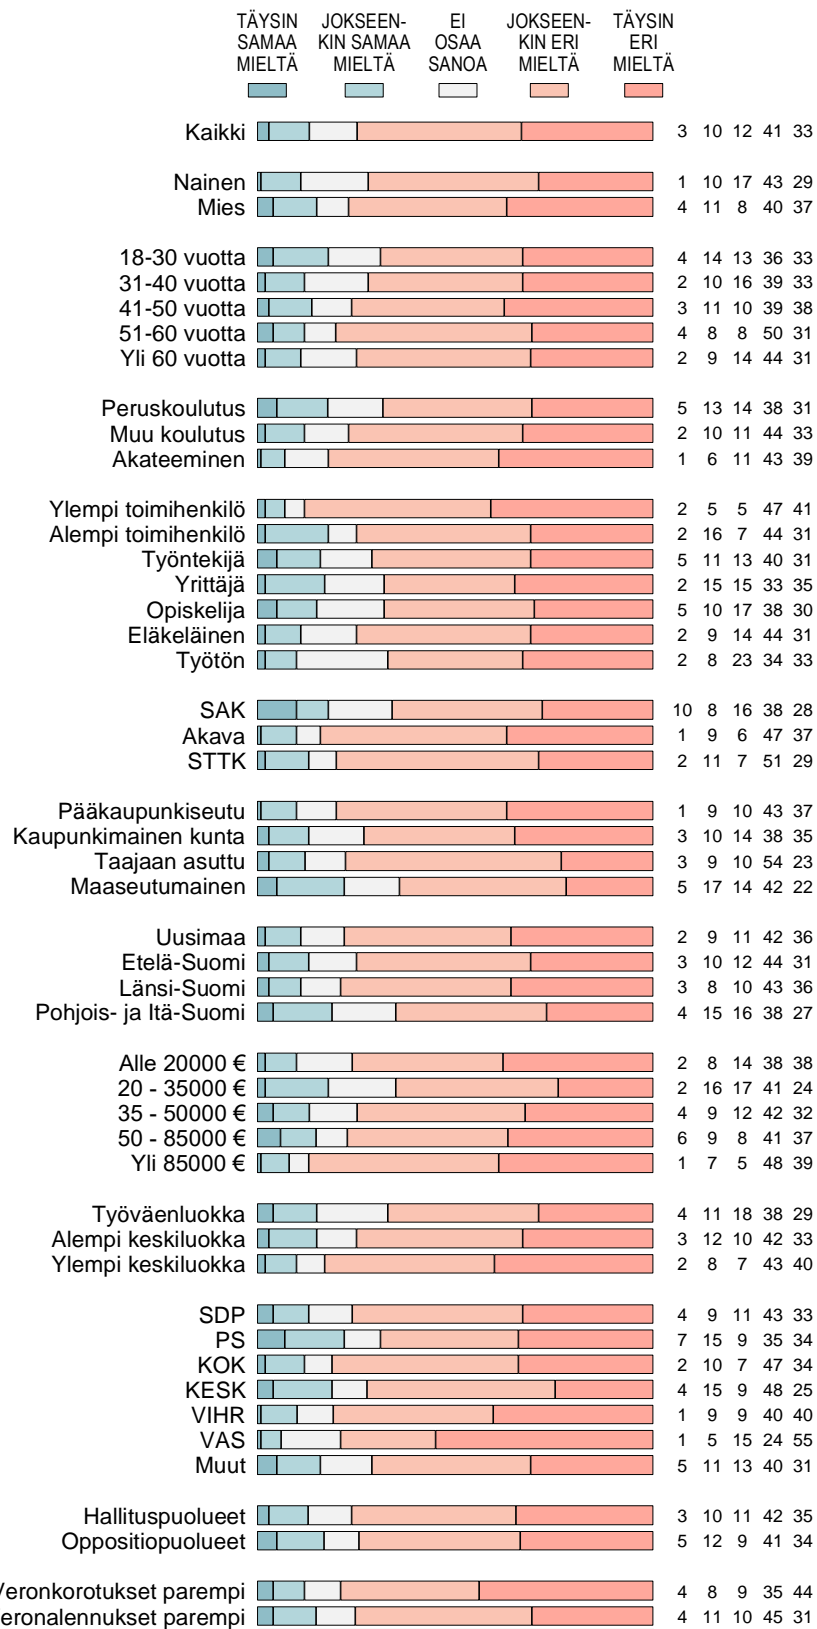 TÄYSIN JOKSEEN- EI JOKSEEN- TÄYSIN
SAMAA KIN SAMAA OSAA KIN ERI ERI
MIELTÄ MIELTÄ SANOA MIELTÄ MIELTÄ
Kaikki 3 10 12 41 33
Nainen 1 10 17 43 29
Mies 4 11 8 40 37
18-30 vuotta 4 14 13 36 33
31-40 vuotta 2 10 16 39 33
41-50 vuotta 3 11 10 39 38
51-60 vuotta 4 8 8 50 31
Yli 60 vuotta 2 9 14 44 31
Peruskoulutus 5 13 14 38 31
Muu koulutus 2 10 11 44 33
Akateeminen 1 6 11 43 39
Ylempi toimihenkilö 2 5 5 47 41
Alempi toimihenkilö 2 16 7 44 31
Työntekijä 5 11 13 40 31
Yrittäjä 2 15 15 33 35
Opiskelija 5 10 17 38 30
Eläkeläinen 2 9 14 44 31
Työtön 2 8 23 34 33
SAK 10 8 16 38 28
Akava 1 9 6 47 37
STTK 2 11 7 51 29
Pääkaupunkiseutu 1 9 10 43 37
Kaupunkimainen kunta 3 10 14 38 35
Taajaan asuttu 3 9 10 54 23
Maaseutumainen 5 17 14 42 22
Uusimaa 2 9 11 42 36
Etelä-Suomi 3 10 12 44 31
Länsi-Suomi 3 8 10 43 36
Pohjois- ja Itä-Suomi 4 15 16 38 27
Alle 20000 € 2 8 14 38 38
20 - 35000 € 2 16 17 41 24
35 - 50000 € 4 9 12 42 32
50 - 85000 € 6 9 8 41 37
Yli 85000 € 1 7 5 48 39
Työväenluokka 4 11 18 38 29
Alempi keskiluokka 3 12 10 42 33
Ylempi keskiluokka 2 8 7 43 40
SDP 4 9 11 43 33
PS 7 15 9 35 34
KOK 2 10 7 47 34
KESK 4 15 9 48 25
VIHR 1 9 9 40 40
VAS 1 5 15 24 55
Muut 5 11 13 40 31
Hallituspuolueet 3 10 11 42 35
Oppositiopuolueet 5 12 9 41 34
Veronkorotukset parempi 4 8 9 35 44
eronalennukset parempi 4 11 10 45 31